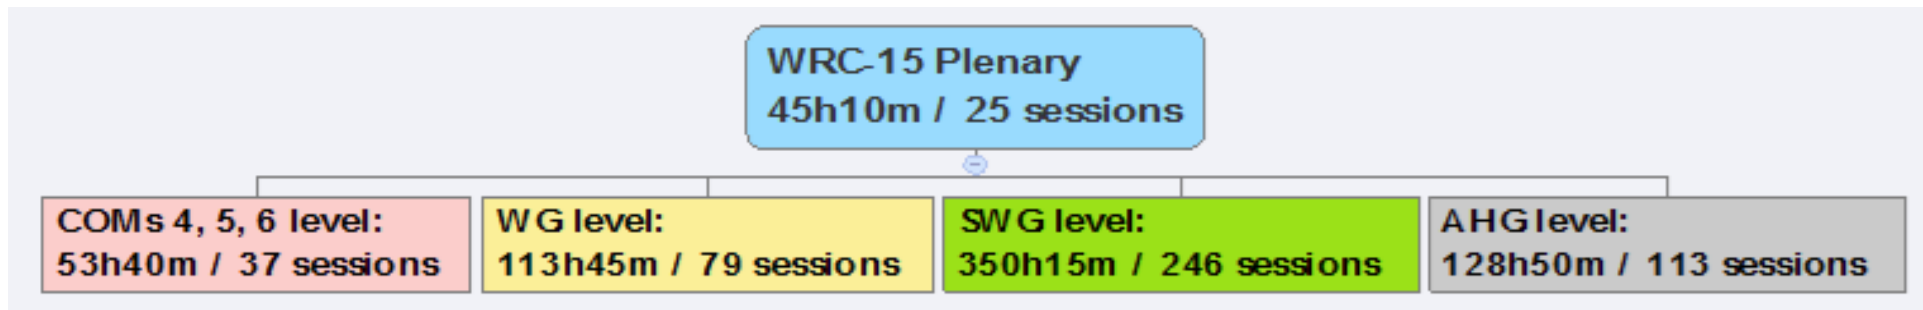 WRC-15 Plenary
45h10m / 25 sessions
COMs 4, 5, 6 level:
53h40m / 37 sessions
WG level:
113h45m / 79 sessions
SWG level:
350h15m / 246 sessions
AHG level:
128h50m / 113 sessions